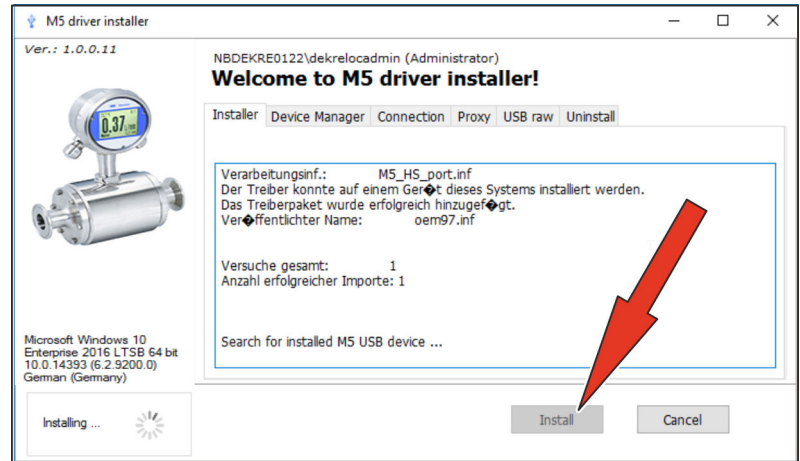 M5 driver installer
Ver.: 1.0.0.11
NBDEKRE0122\dekrelocadmin (Administrator)
Welcome to M5 driver installer!
Installer Device Manager Connection Proxy USB raw Uninstall
0.37
Verarbeitungsinf.: M5_HS_port.inf
Der Treiber konnte auf einem Ger�t dieses Systems installiert werden.
Das Treiberpaket wurde erfolgreich hinzugef�gt.
Ver�ffentlichter Name: oem97.inf
Versuche gesamt: 1
Anzahl erfolgreicher Importe: 1
Search for installed M5 USB device ...
Microsoft Windows 10
Enterprise 2016 LTSB 64 bit
10.0.14393 (6.2.9200.0)
German (Germany)
Installing ...
Install Cancel